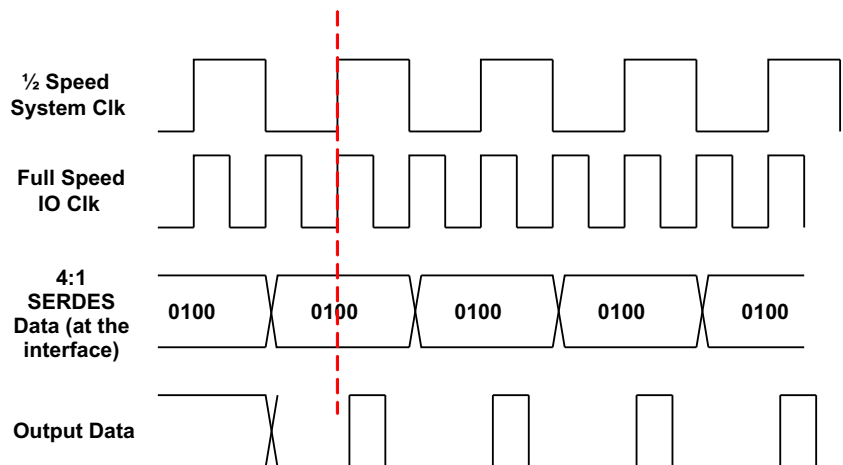 ½ Speed
System Clk
Full Speed
IO Clk
4:1
SERDES
Data (at the
interface)
0100 0100 0100 0100 0100
Output Data